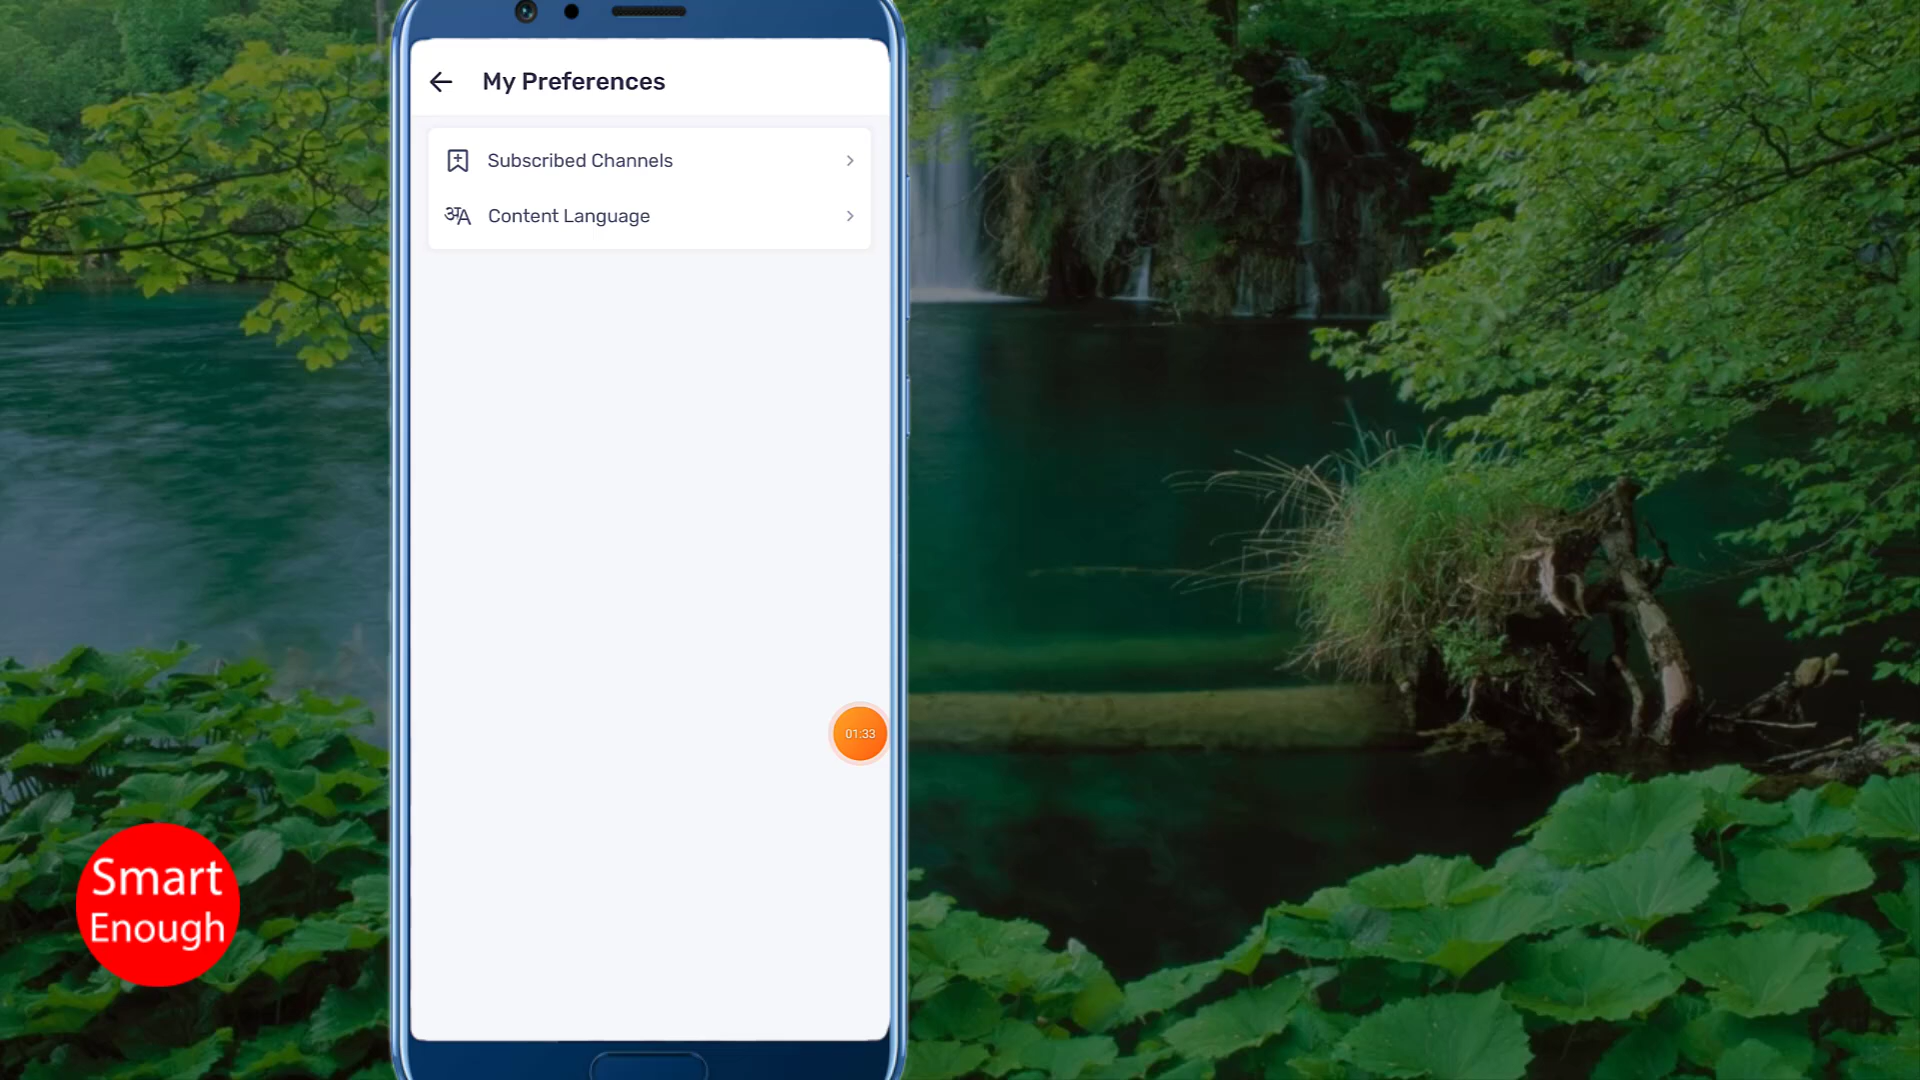 My Preferences
Subscribed Channels
अA Content Language
01:33
Smart
Enough